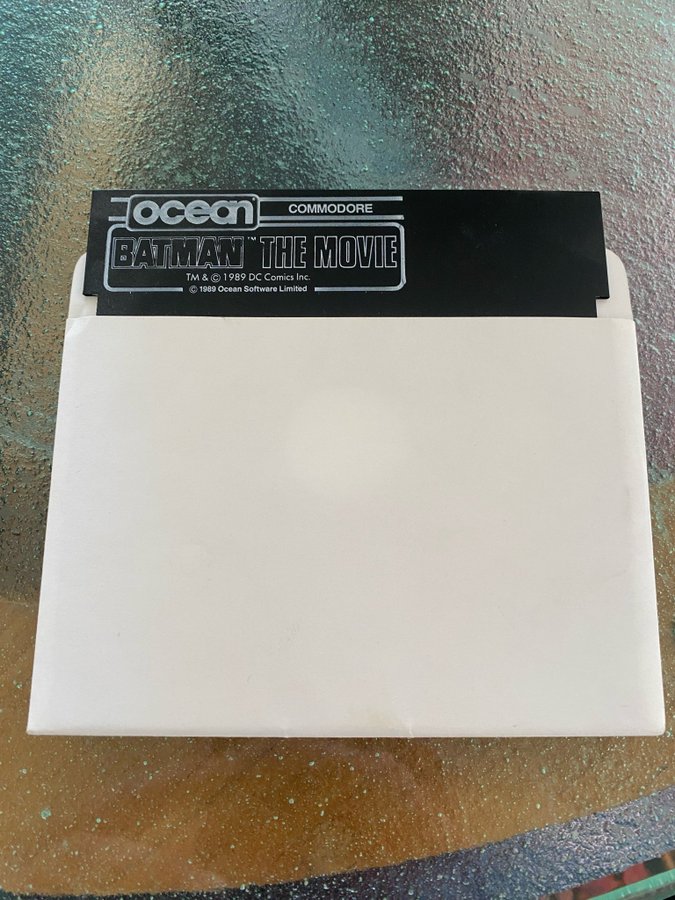 ocean
COMMODORE
BATMAN™ THE MOVIE
TM & © 1989 DC Comics Inc.
© 1989 Ocean Software Limited